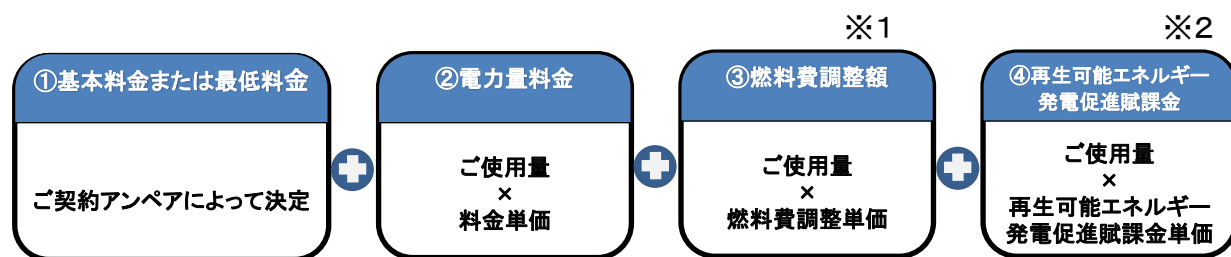 ※1
※2
①基本料金または最低料金
ご契約アンペアによって決定
②電力量料金
ご使用量
×
料金単価
③燃料費調整額
ご使用量
×
燃料費調整単価
④再生可能エネルギー
発電促進賦課金
ご使用量
×
再生可能エネルギー
発電促進賦課金単価